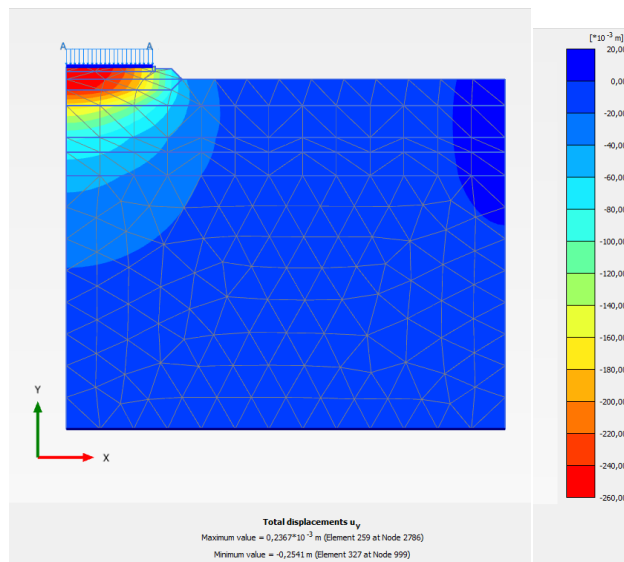 [*10⁻³ m]
A A
20,00
0,00
-20,00
-40,00
-60,00
-80,00
-100,00
-120,00
-140,00
-160,00
-180,00
-200,00
-220,00
-240,00
-260,00
Y
X
Total displacements uy
Maximum value = 0,2367*10⁻³ m (Element 259 at Node 2786)
Minimum value = -0,2541 m (Element 327 at Node 999)